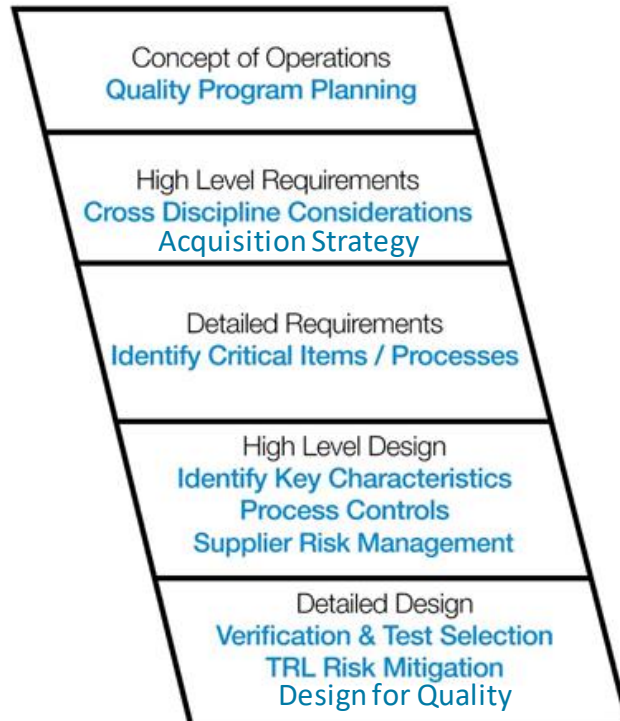 Concept of Operations
Quality Program Planning
High Level Requirements
Cross Discipline Considerations
Acquisition Strategy
Detailed Requirements
Identify Critical Items / Processes
High Level Design
Identify Key Characteristics
Process Controls
Supplier Risk Management
Detailed Design
Verification & Test Selection
TRL Risk Mitigation
Design for Quality